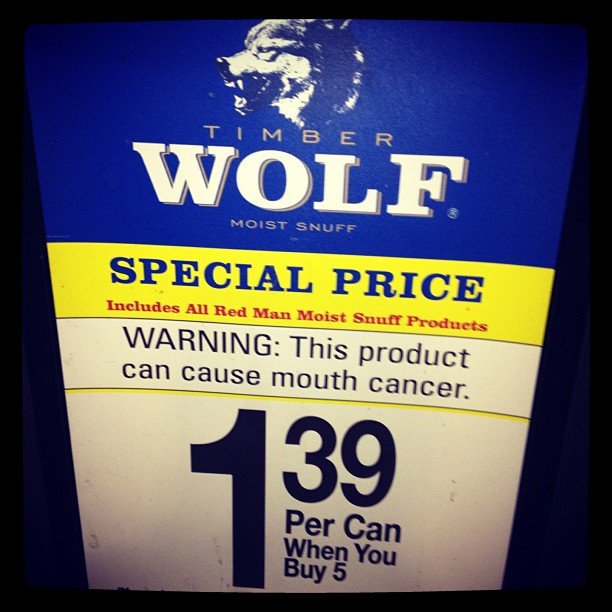 TIMBER
WOLF®
MOIST SNUFF
SPECIAL PRICE
Includes All Red Man Moist Snuff Products
WARNING: This product
can cause mouth cancer.
1 39
Per Can
When You
Buy 5